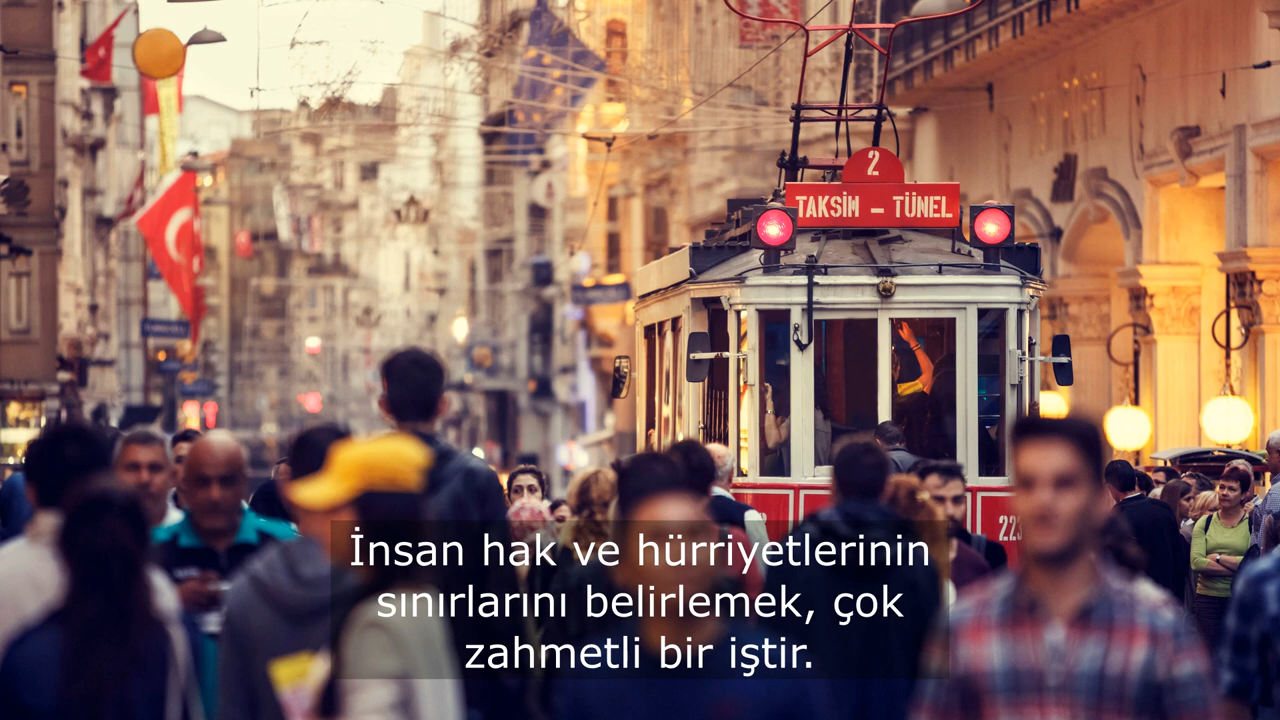 2
TAKSİM – TÜNEL
İnsan hak ve hürriyetlerinin
sınırlarını belirlemek, çok
zahmetli bir iştir.